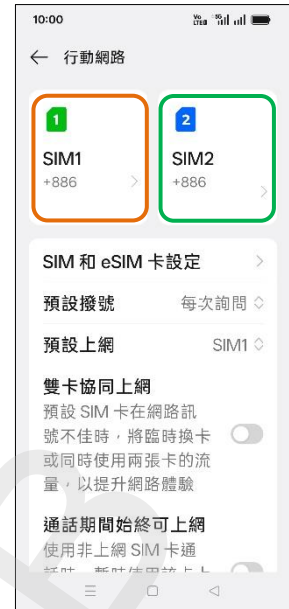 10:00
← 行動網路
1
2
SIM1
SIM2
+886
+886
SIM 和 eSIM 卡設定
預設撥號 每次詢問
預設上網 SIM1
雙卡協同上網
預設 SIM 卡在網路訊
號不佳時，將臨時換卡
或同時使用兩張卡的流
量，以提升網路體驗
通話期間始終可上網
使用非上網 SIM 卡通